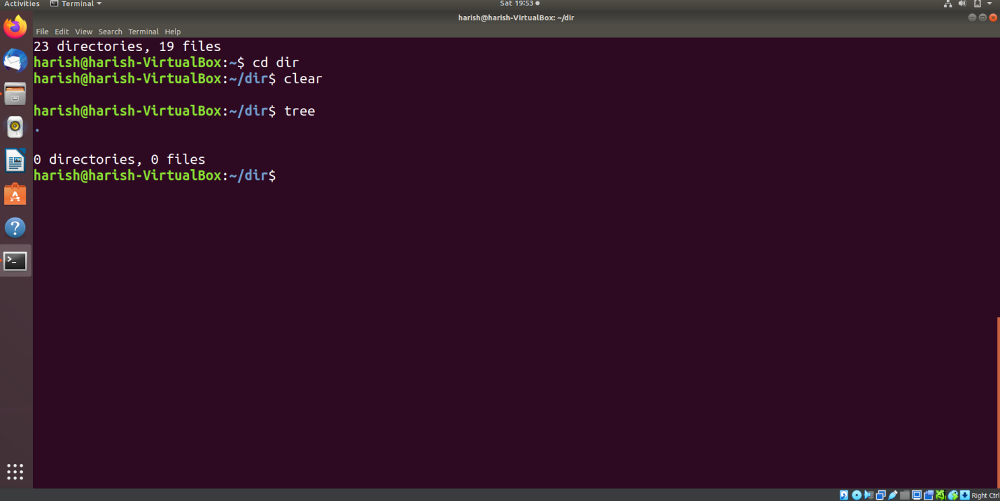 Activities Terminal Sat 19:53
harish@harish-VirtualBox: ~/dir
File Edit View Search Terminal Help
23 directories, 19 files
harish@harish-VirtualBox:~$ cd dir
harish@harish-VirtualBox:~/dir$ clear
harish@harish-VirtualBox:~/dir$ tree
.
0 directories, 0 files
harish@harish-VirtualBox:~/dir$
Right Ctrl